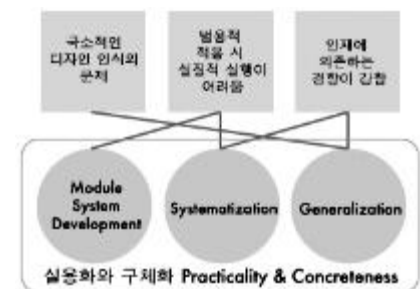 국소적인
디자인 인식의
문제
범용적
적용 시
실질적 실행이
어려움
인재에
의존하는
경향이 강함
Module
System
Development
Systematization
Generalization
실용화와 구체화 Practicality & Concreteness